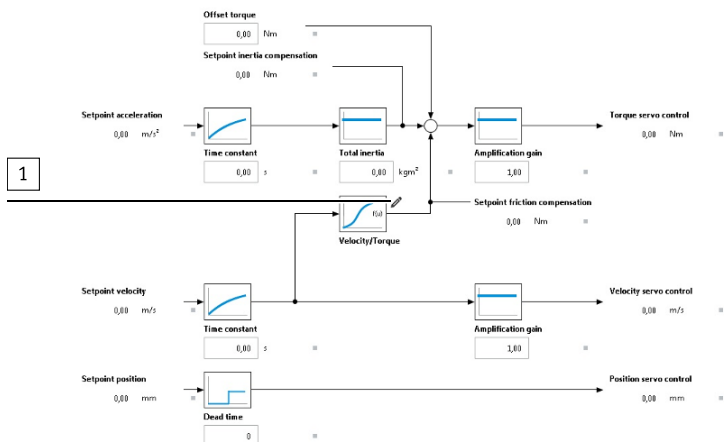 Offset torque
0,00 Nm
Setpoint inertia compensation
0,00 Nm
Setpoint acceleration
0,00 m/s²
Time constant
0,00 s
Total inertia
0,00 kgm²
Amplification gain
1,00
Torque servo control
0,00 Nm
1
f(x)
Velocity/Torque
Setpoint friction compensation
0,00 Nm
Setpoint velocity
0,00 m/s
Time constant
0,00 s
Amplification gain
1,00
Velocity servo control
0,00 m/s
Setpoint position
0,00 mm
Dead time
0
Position servo control
0,00 mm